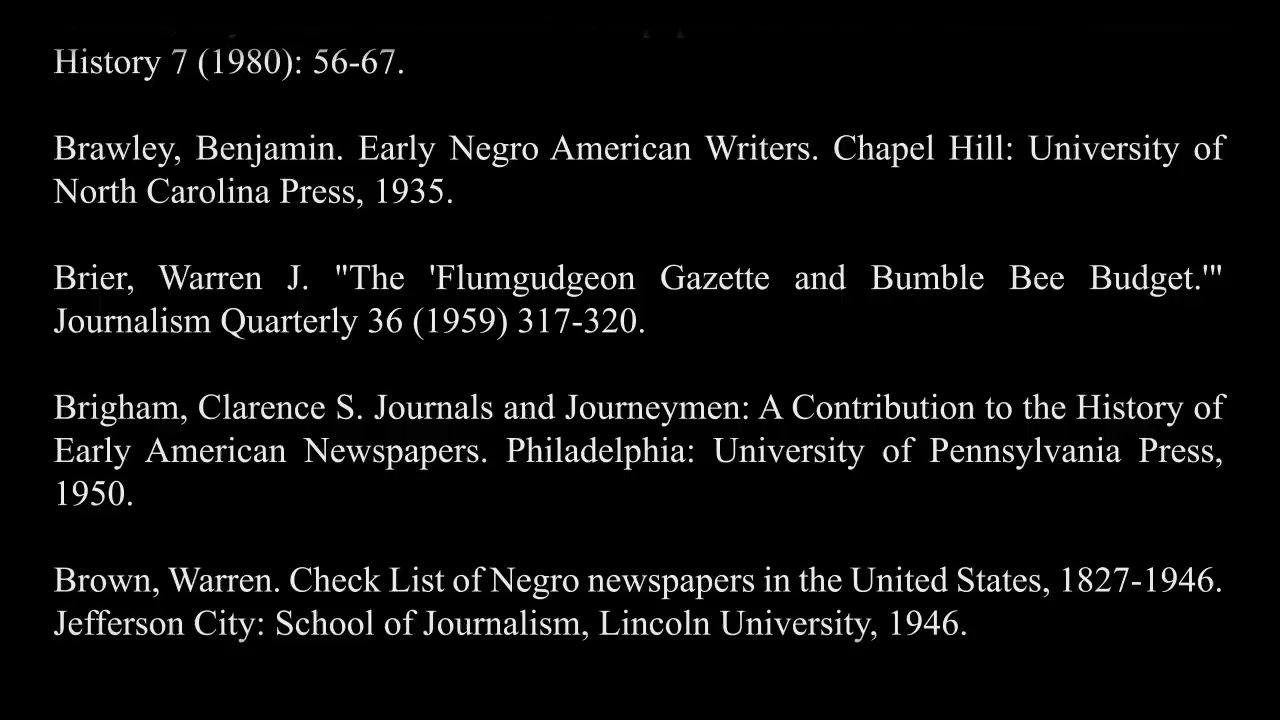 History 7 (1980): 56-67.
Brawley, Benjamin. Early Negro American Writers. Chapel Hill: University of
North Carolina Press, 1935.
Brier, Warren J. "The 'Flumgudgeon Gazette and Bumble Bee Budget.'"
Journalism Quarterly 36 (1959) 317-320.
Brigham, Clarence S. Journals and Journeymen: A Contribution to the History of
Early American Newspapers. Philadelphia: University of Pennsylvania Press,
1950.
Brown, Warren. Check List of Negro newspapers in the United States, 1827-1946.
Jefferson City: School of Journalism, Lincoln University, 1946.